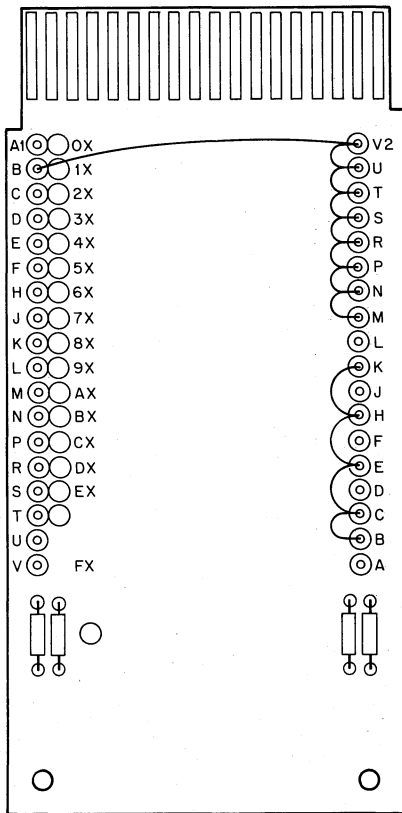 A1 0X V2
B 1X U
C 2X T
D 3X S
E 4X R
F 5X P
H 6X N
J 7X M
K 8X L
L 9X K
M AX J
N BX H
P CX F
R DX E
S EX D
T C
U B
V FX A